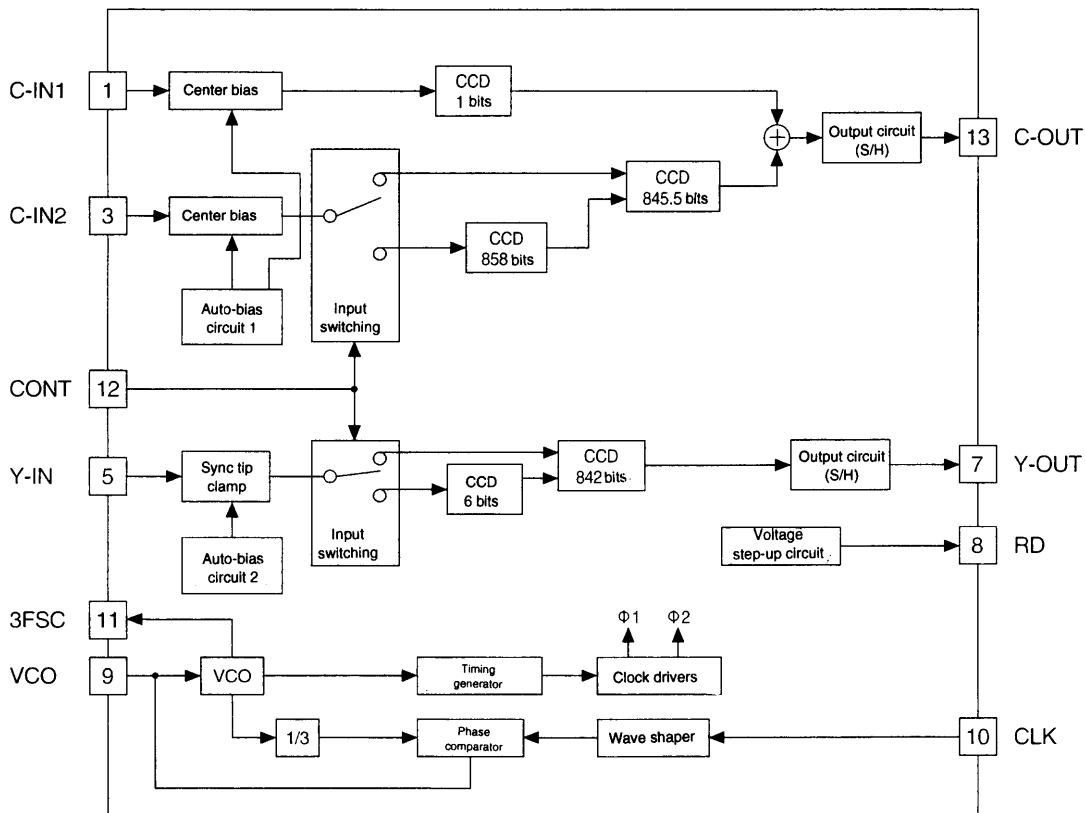 C-IN1
1
Center bias
CCD
1 bits
Output circuit
(S/H)
13
C-OUT
C-IN2
3
Center bias
CCD
845.5 bits
CCD
858 bits
Auto-bias
circuit 1
Input
switching
CONT
12
Y-IN
5
Sync tip
clamp
CCD
842 bits
CCD
6 bits
Output circuit
(S/H)
7
Y-OUT
Auto-bias
circuit 2
Input
switching
Voltage
step-up circuit
8
RD
3FSC
11
Φ1
Φ2
VCO
9
VCO
Timing
generator
Clock drivers
1/3
Phase
comparator
Wave shaper
10
CLK